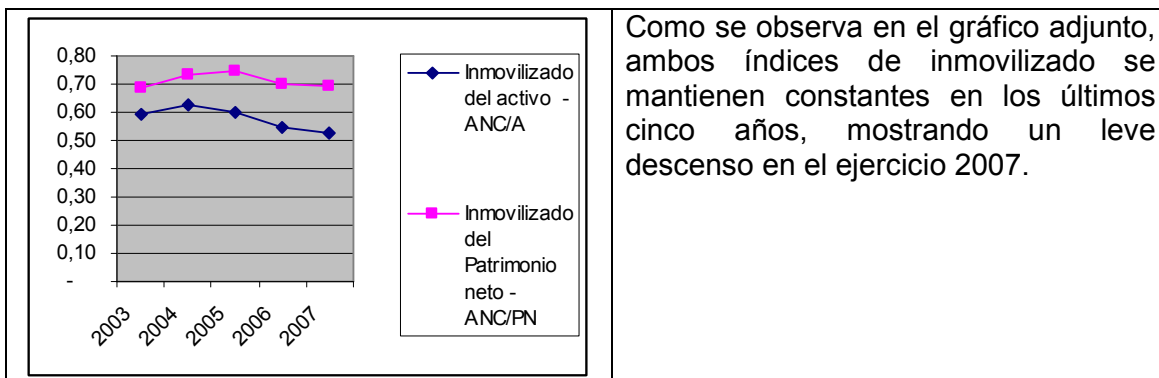 0,80
0,70
0,60
0,50
0,40
0,30
0,20
0,10
-
2003
2004
2005
2006
2007
Inmovilizado
del activo -
ANC/A
Inmovilizado
del
Patrimonio
neto -
ANC/PN
Como se observa en el gráfico adjunto,
ambos índices de inmovilizado se
mantienen constantes en los últimos
cinco años, mostrando un leve
descenso en el ejercicio 2007.